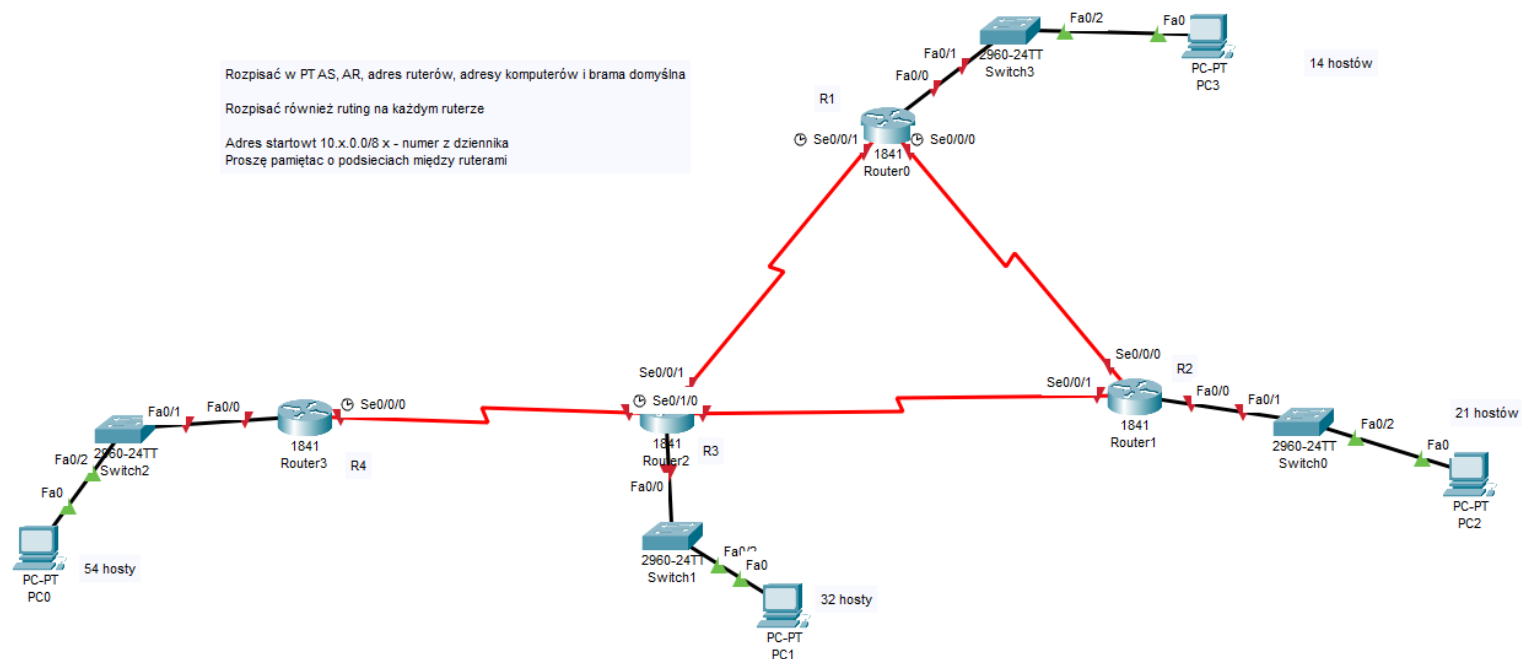 Rozpisać w PT AS, AR, adres ruterów, adresy komputerów i brama domyślna
Rozpisać również ruting na każdym ruterze
Adres startowt 10.x.0.0/8 x - numer z dziennika
Proszę pamiętac o podsieciach między ruterami
Fa0/2
Fa0
2960-24TT
Switch3
PC-PT
PC3
14 hostów
Fa0/1
Fa0/0
R1
Se0/0/1
Se0/0/0
1841
Router0
Se0/0/1
Se0/1/0
1841
Router2
R3
Fa0/0
Se0/0/0
Se0/0/1
R2
Fa0/0
Fa0/1
1841
Router1
2960-24TT
Switch0
Fa0/2
Fa0
21 hostów
PC-PT
PC2
Fa0/1
Fa0/0
Se0/0/0
1841
Router3
R4
2960-24TT
Switch2
Fa0/2
Fa0
PC-PT
PC0
54 hosty
2960-24TT
Switch1
Fa0
32 hosty
PC-PT
PC1